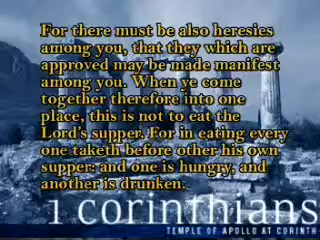 For there must be also heresies
among you, that they which are
approved may be made manifest
among you. When ye come
together therefore into one
place, this is not to eat the
Lord's supper. For in eating every
one taketh before other his own
supper: and one is hungry, and
another is drunken.
1 corinthians
TEMPLE OF APOLLO AT CORINTH